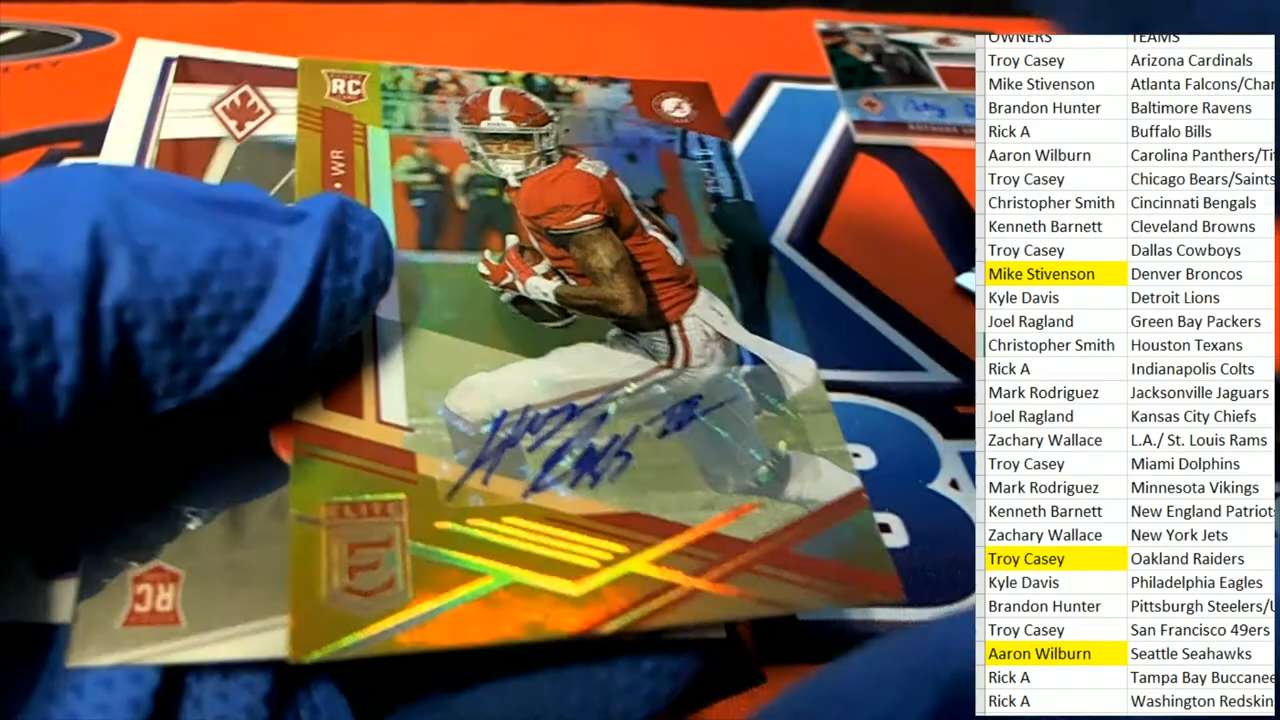 RC
WR
ELITE
E
RC
OWNERS TEAMS
Troy Casey Arizona Cardinals
Mike Stivenson Atlanta Falcons/Char
Brandon Hunter Baltimore Ravens
Rick A Buffalo Bills
Aaron Wilburn Carolina Panthers/Ti
Troy Casey Chicago Bears/Saints
Christopher Smith Cincinnati Bengals
Kenneth Barnett Cleveland Browns
Troy Casey Dallas Cowboys
Mike Stivenson Denver Broncos
Kyle Davis Detroit Lions
Joel Ragland Green Bay Packers
Christopher Smith Houston Texans
Rick A Indianapolis Colts
Mark Rodriguez Jacksonville Jaguars
Joel Ragland Kansas City Chiefs
Zachary Wallace L.A./ St. Louis Rams
Troy Casey Miami Dolphins
Mark Rodriguez Minnesota Vikings
Kenneth Barnett New England Patriot
Zachary Wallace New York Jets
Troy Casey Oakland Raiders
Kyle Davis Philadelphia Eagles
Brandon Hunter Pittsburgh Steelers/U
Troy Casey San Francisco 49ers
Aaron Wilburn Seattle Seahawks
Rick A Tampa Bay Buccanee
Rick A Washington Redskin